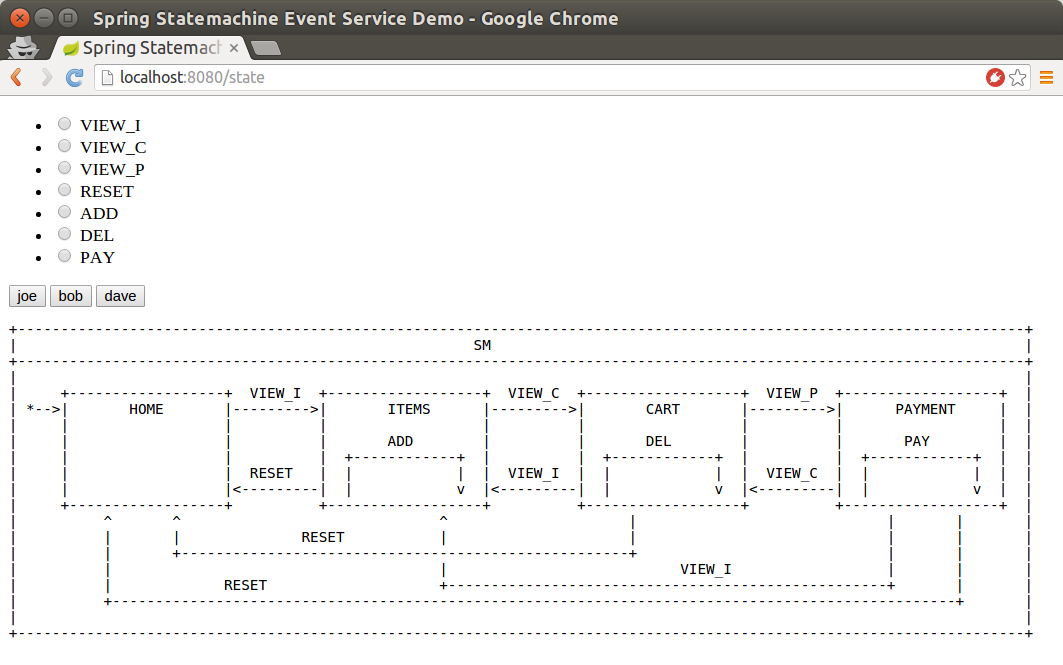 Spring Statemachine Event Service Demo - Google Chrome
Spring Statemach
localhost:8080/state
VIEW_I
VIEW_C
VIEW_P
RESET
ADD
DEL
PAY
joe bob dave
SM
VIEW_I VIEW_C VIEW_P
*--> HOME ---------> ITEMS ---------> CART ---------> PAYMENT
ADD DEL PAY
RESET VIEW_I VIEW_C
<--------- v <--------- v <--------- v
^ ^ ^
RESET
VIEW_I
RESET